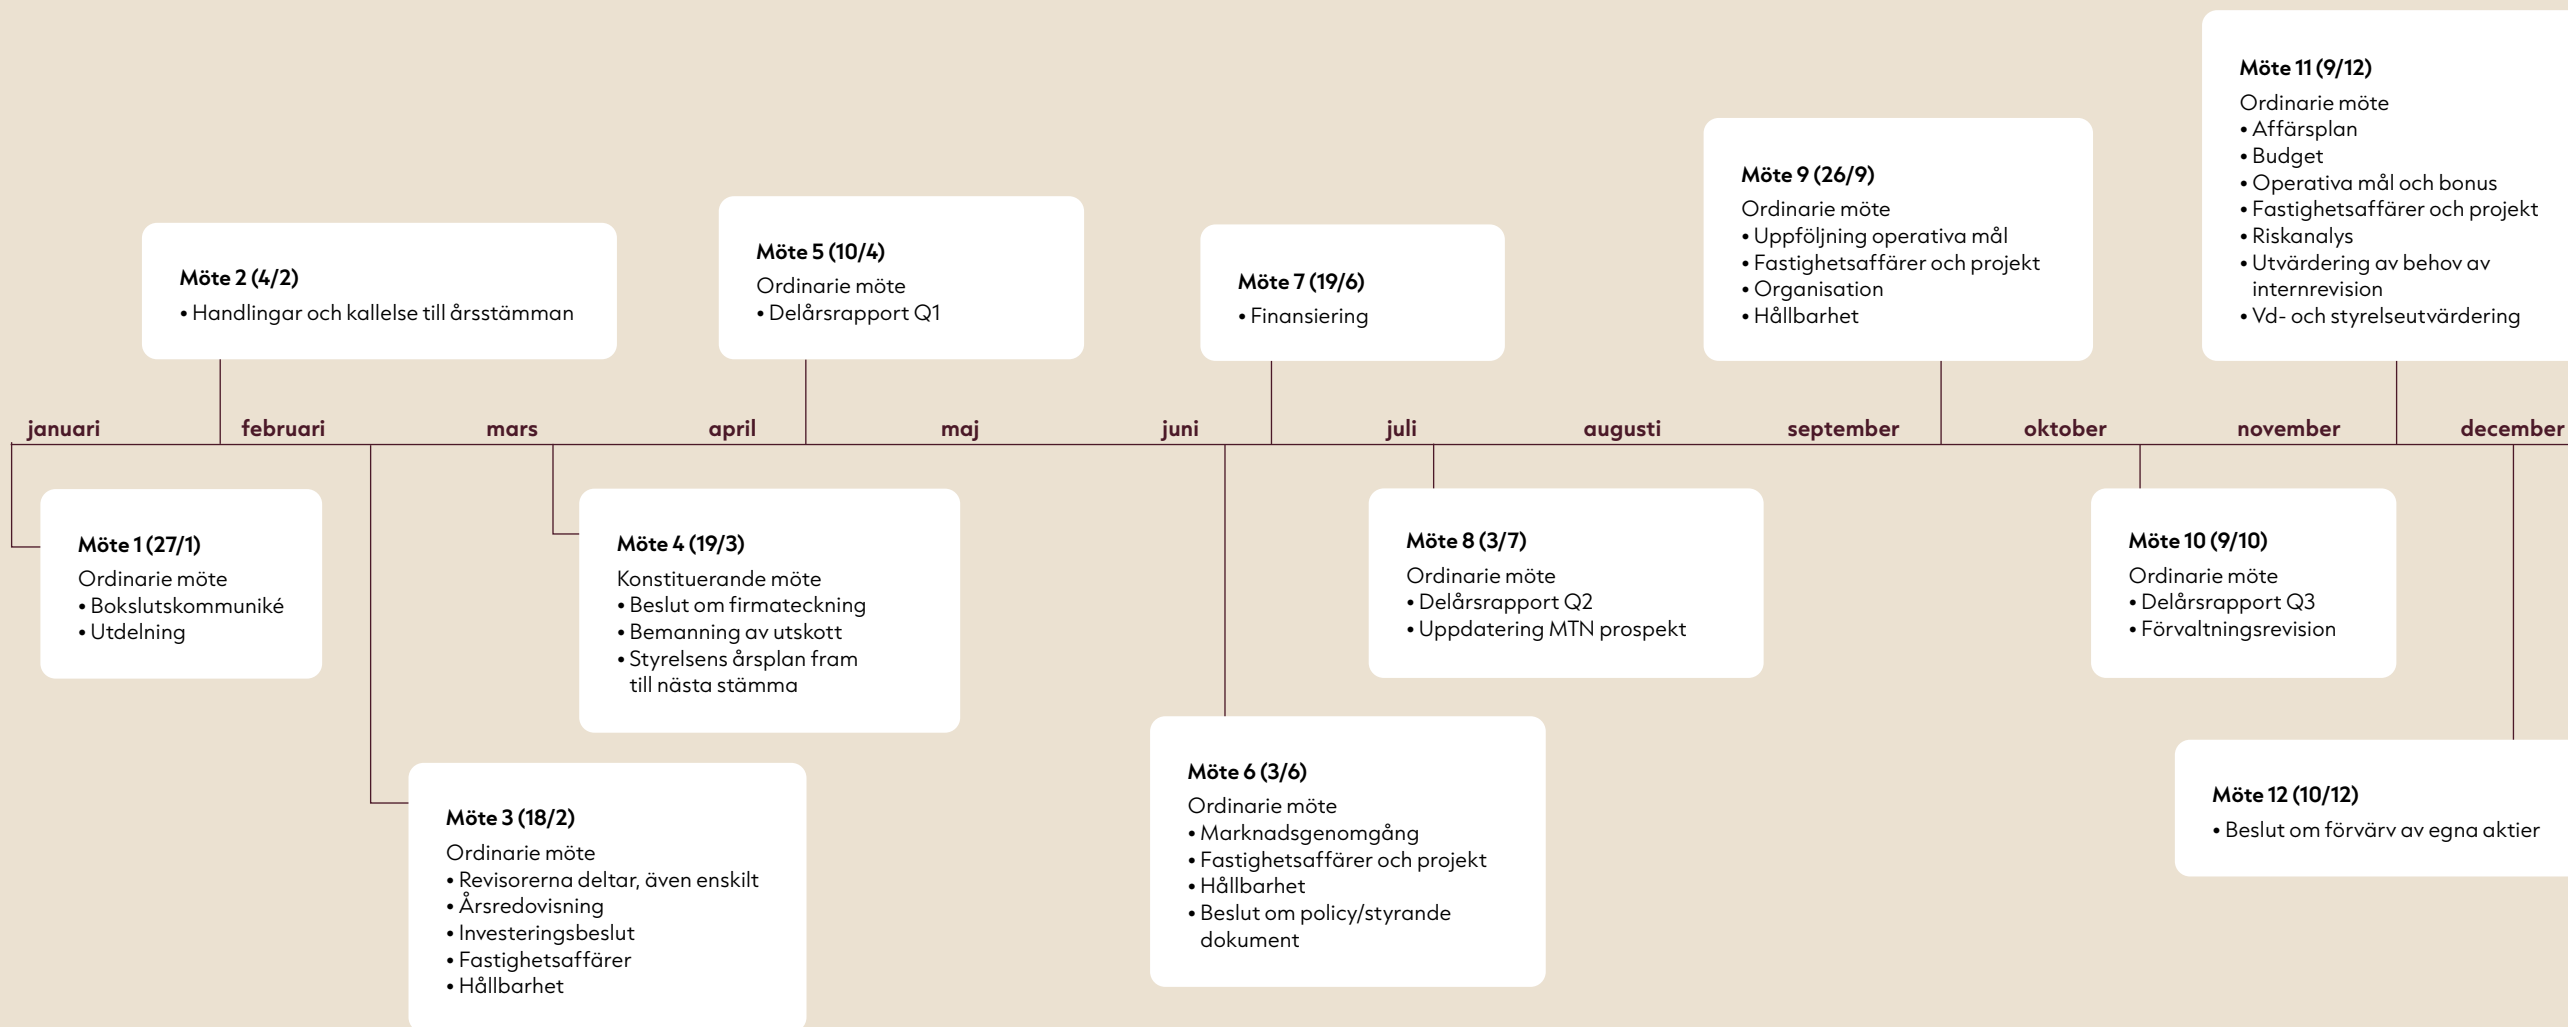 Möte 11 (9/12)
Ordinarie möte
• Affärsplan
• Budget
• Operativa mål och bonus
• Fastighetsaffärer och projekt
• Riskanalys
• Utvärdering av behov av
internrevision
• Vd- och styrelseutvärdering
Möte 9 (26/9)
Ordinarie möte
• Uppföljning operativa mål
• Fastighetsaffärer och projekt
• Organisation
• Hållbarhet
Möte 5 (10/4)
Ordinarie möte
• Delårsrapport Q1
Möte 2 (4/2)
• Handlingar och kallelse till årsstämman
Möte 7 (19/6)
• Finansiering
januari februari mars april maj juni juli augusti september oktober november december
Möte 1 (27/1)
Ordinarie möte
• Bokslutskommuniké
• Utdelning
Möte 4 (19/3)
Konstituerande möte
• Beslut om firmateckning
• Bemanning av utskott
• Styrelsens årsplan fram
till nästa stämma
Möte 8 (3/7)
Ordinarie möte
• Delårsrapport Q2
• Uppdatering MTN prospekt
Möte 10 (9/10)
Ordinarie möte
• Delårsrapport Q3
• Förvaltningsrevision
Möte 3 (18/2)
Ordinarie möte
• Revisorerna deltar, även enskilt
• Årsredovisning
• Investeringsbeslut
• Fastighetsaffärer
• Hållbarhet
Möte 6 (3/6)
Ordinarie möte
• Marknadsgenomgång
• Fastighetsaffärer och projekt
• Hållbarhet
• Beslut om policy/styrande
dokument
Möte 12 (10/12)
• Beslut om förvärv av egna aktier